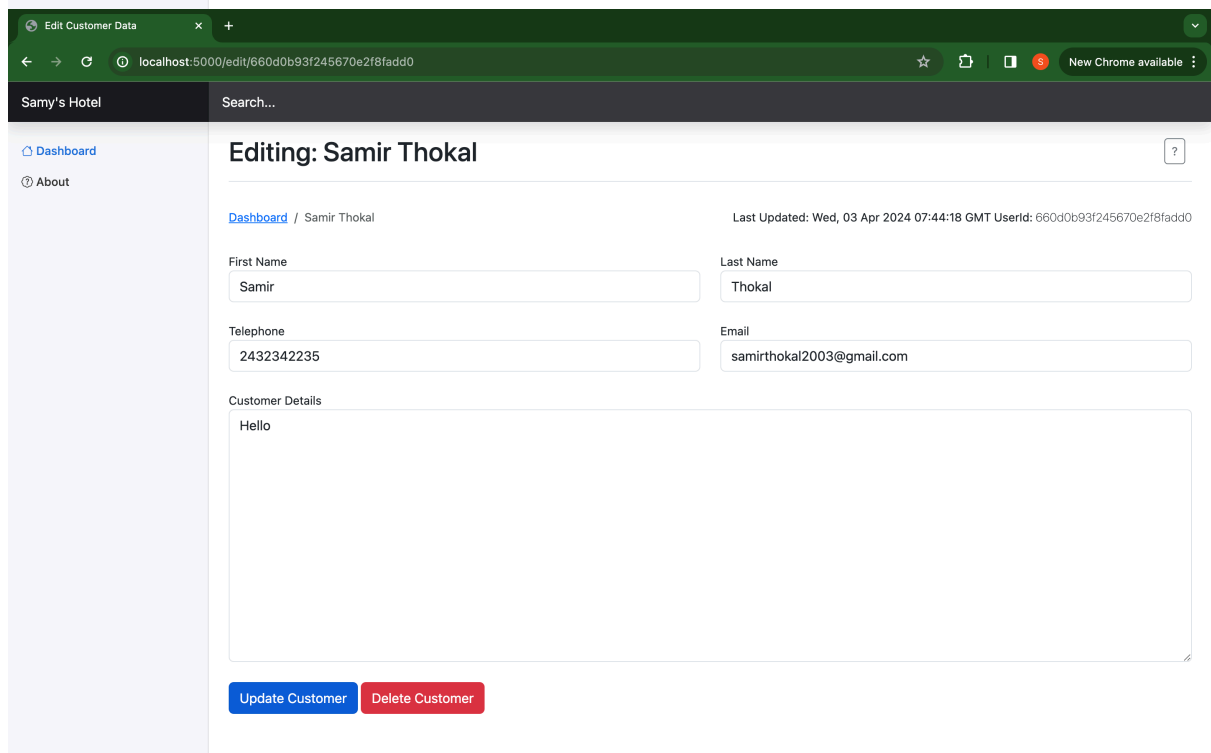 Edit Customer Data
localhost:5000/edit/660d0b93f245670e2f8fadd0
S
New Chrome available
Samy's Hotel
Search...
Dashboard
About
Editing: Samir Thokal
?
Dashboard / Samir Thokal
Last Updated: Wed, 03 Apr 2024 07:44:18 GMT UserId: 660d0b93f245670e2f8fadd0
First Name
Last Name
Samir
Thokal
Telephone
Email
2432342235
samirthokal2003@gmail.com
Customer Details
Hello
Update Customer
Delete Customer